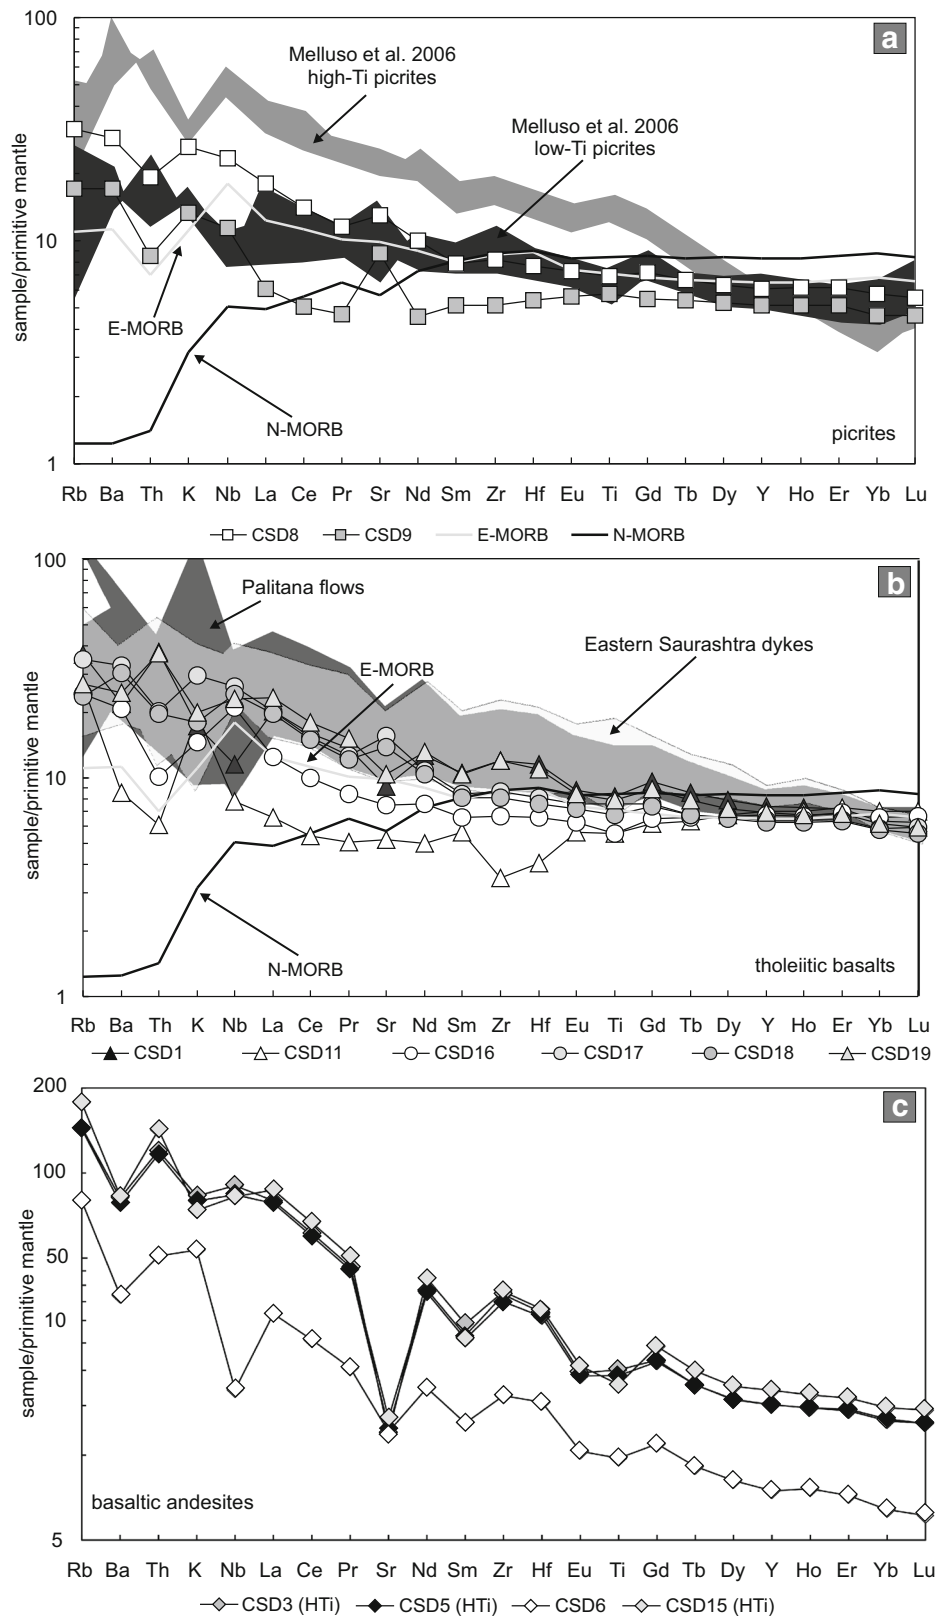 100
a
Melluso et al. 2006
high-Ti picrites
Melluso et al. 2006
low-Ti picrites
sample/primitive mantle
10
E-MORB
N-MORB
picrites
1
Rb Ba Th K Nb La Ce Pr Sr Nd Sm Zr Hf Eu Ti Gd Tb Dy Y Ho Er Yb Lu
CSD8 CSD9 E-MORB N-MORB
100
b
Palitana flows
Eastern Saurashtra dykes
E-MORB
sample/primitive mantle
10
N-MORB
tholeiitic basalts
1
Rb Ba Th K Nb La Ce Pr Sr Nd Sm Zr Hf Eu Ti Gd Tb Dy Y Ho Er Yb Lu
CSD1 CSD11 CSD16 CSD17 CSD18 CSD19
200
c
100
50
10
sample/primitive mantle
basaltic andesites
5
Rb Ba Th K Nb La Ce Pr Sr Nd Sm Zr Hf Eu Ti Gd Tb Dy Y Ho Er Yb Lu
CSD3 (HTi) CSD5 (HTi) CSD6 CSD15 (HTi)